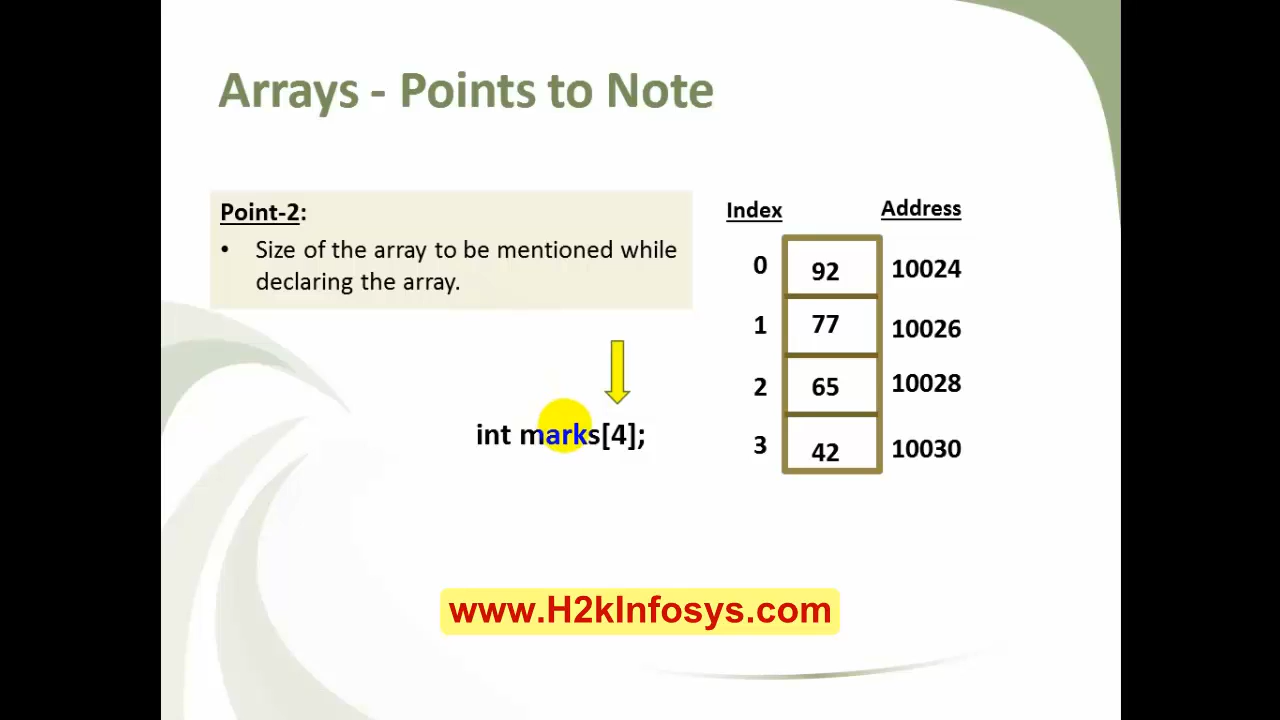 Arrays - Points to Note
Point-2:
• Size of the array to be mentioned while
declaring the array.
int marks[4];
Index Address
0 92 10024
1 77 10026
2 65 10028
3 42 10030
www.H2kInfosys.com